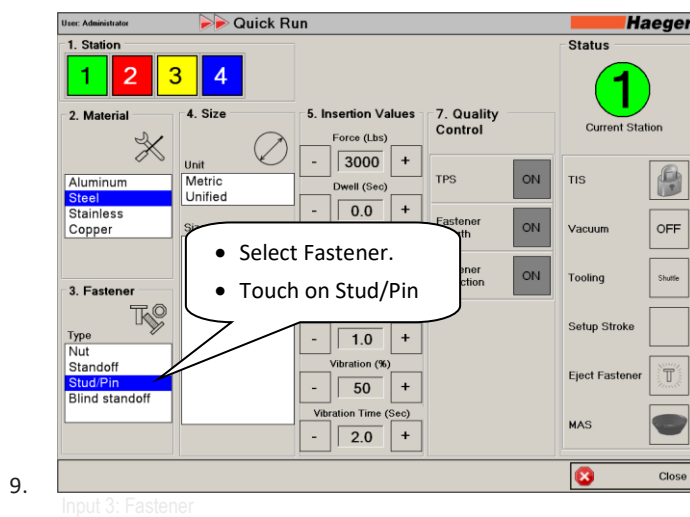 User: Administrator
Quick Run
Haeger
1. Station
1 2 3 4
Status
1
Current Station
2. Material
Aluminum
Steel
Stainless
Copper
3. Fastener
Type
Nut
Standoff
Stud/Pin
Blind standoff
4. Size
Unit
Metric
Unified
5. Insertion Values
Force (Lbs)
- 3000 +
Dwell (Sec)
- 0.0 +
- 1.0 +
Vibration (%)
- 50 +
Vibration Time (Sec)
- 2.0 +
7. Quality
Control
TPS ON
Fastener
ON
ON
• Select Fastener.
• Touch on Stud/Pin
TIS
Vacuum OFF
Tooling Shuttle
Setup Stroke
Eject Fastener
MAS
Close
9.
Input 3: Fastener